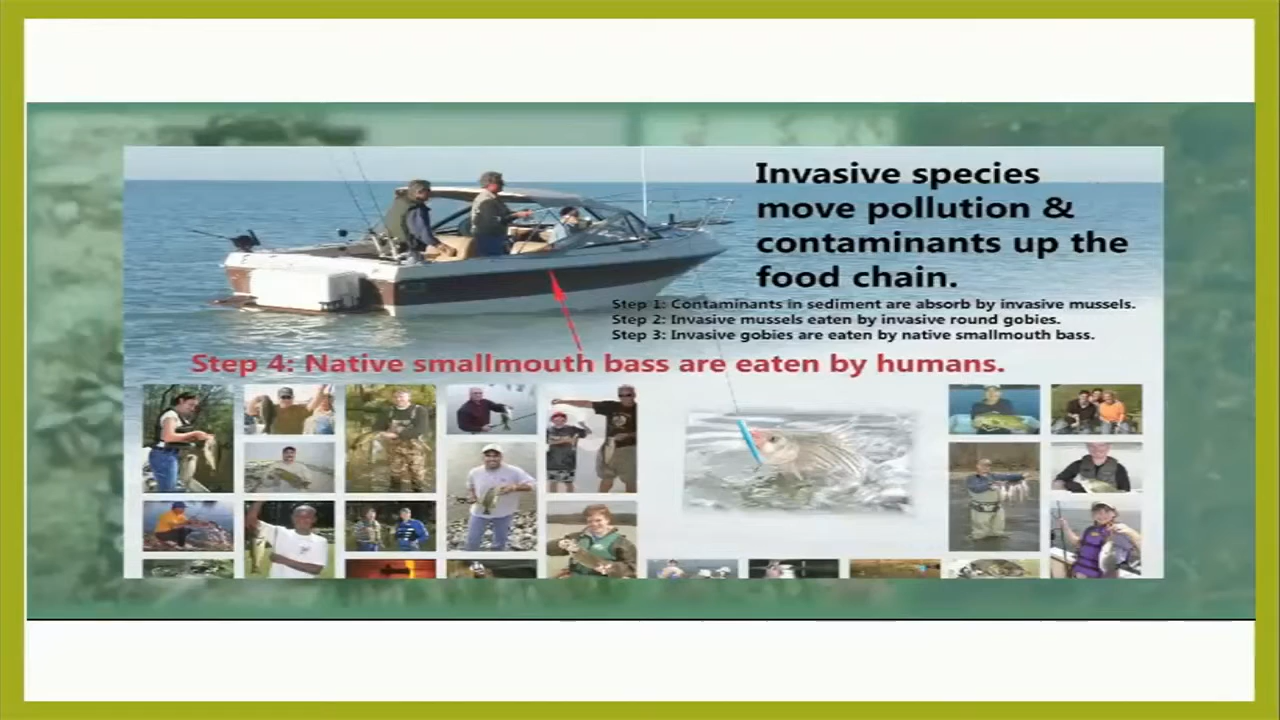 Invasive species
move pollution &
contaminants up the
food chain.
Step 1: Contaminants in sediment are absorb by invasive mussels.
Step 2: Invasive mussels eaten by invasive round gobies.
Step 3: Invasive gobies are eaten by native smallmouth bass.
Step 4: Native smallmouth bass are eaten by humans.